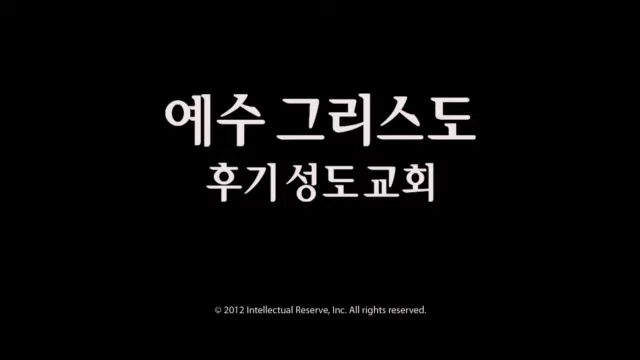 예수 그리스도
후기 성도 교회
© 2012 Intellectual Reserve, Inc. All rights reserved.